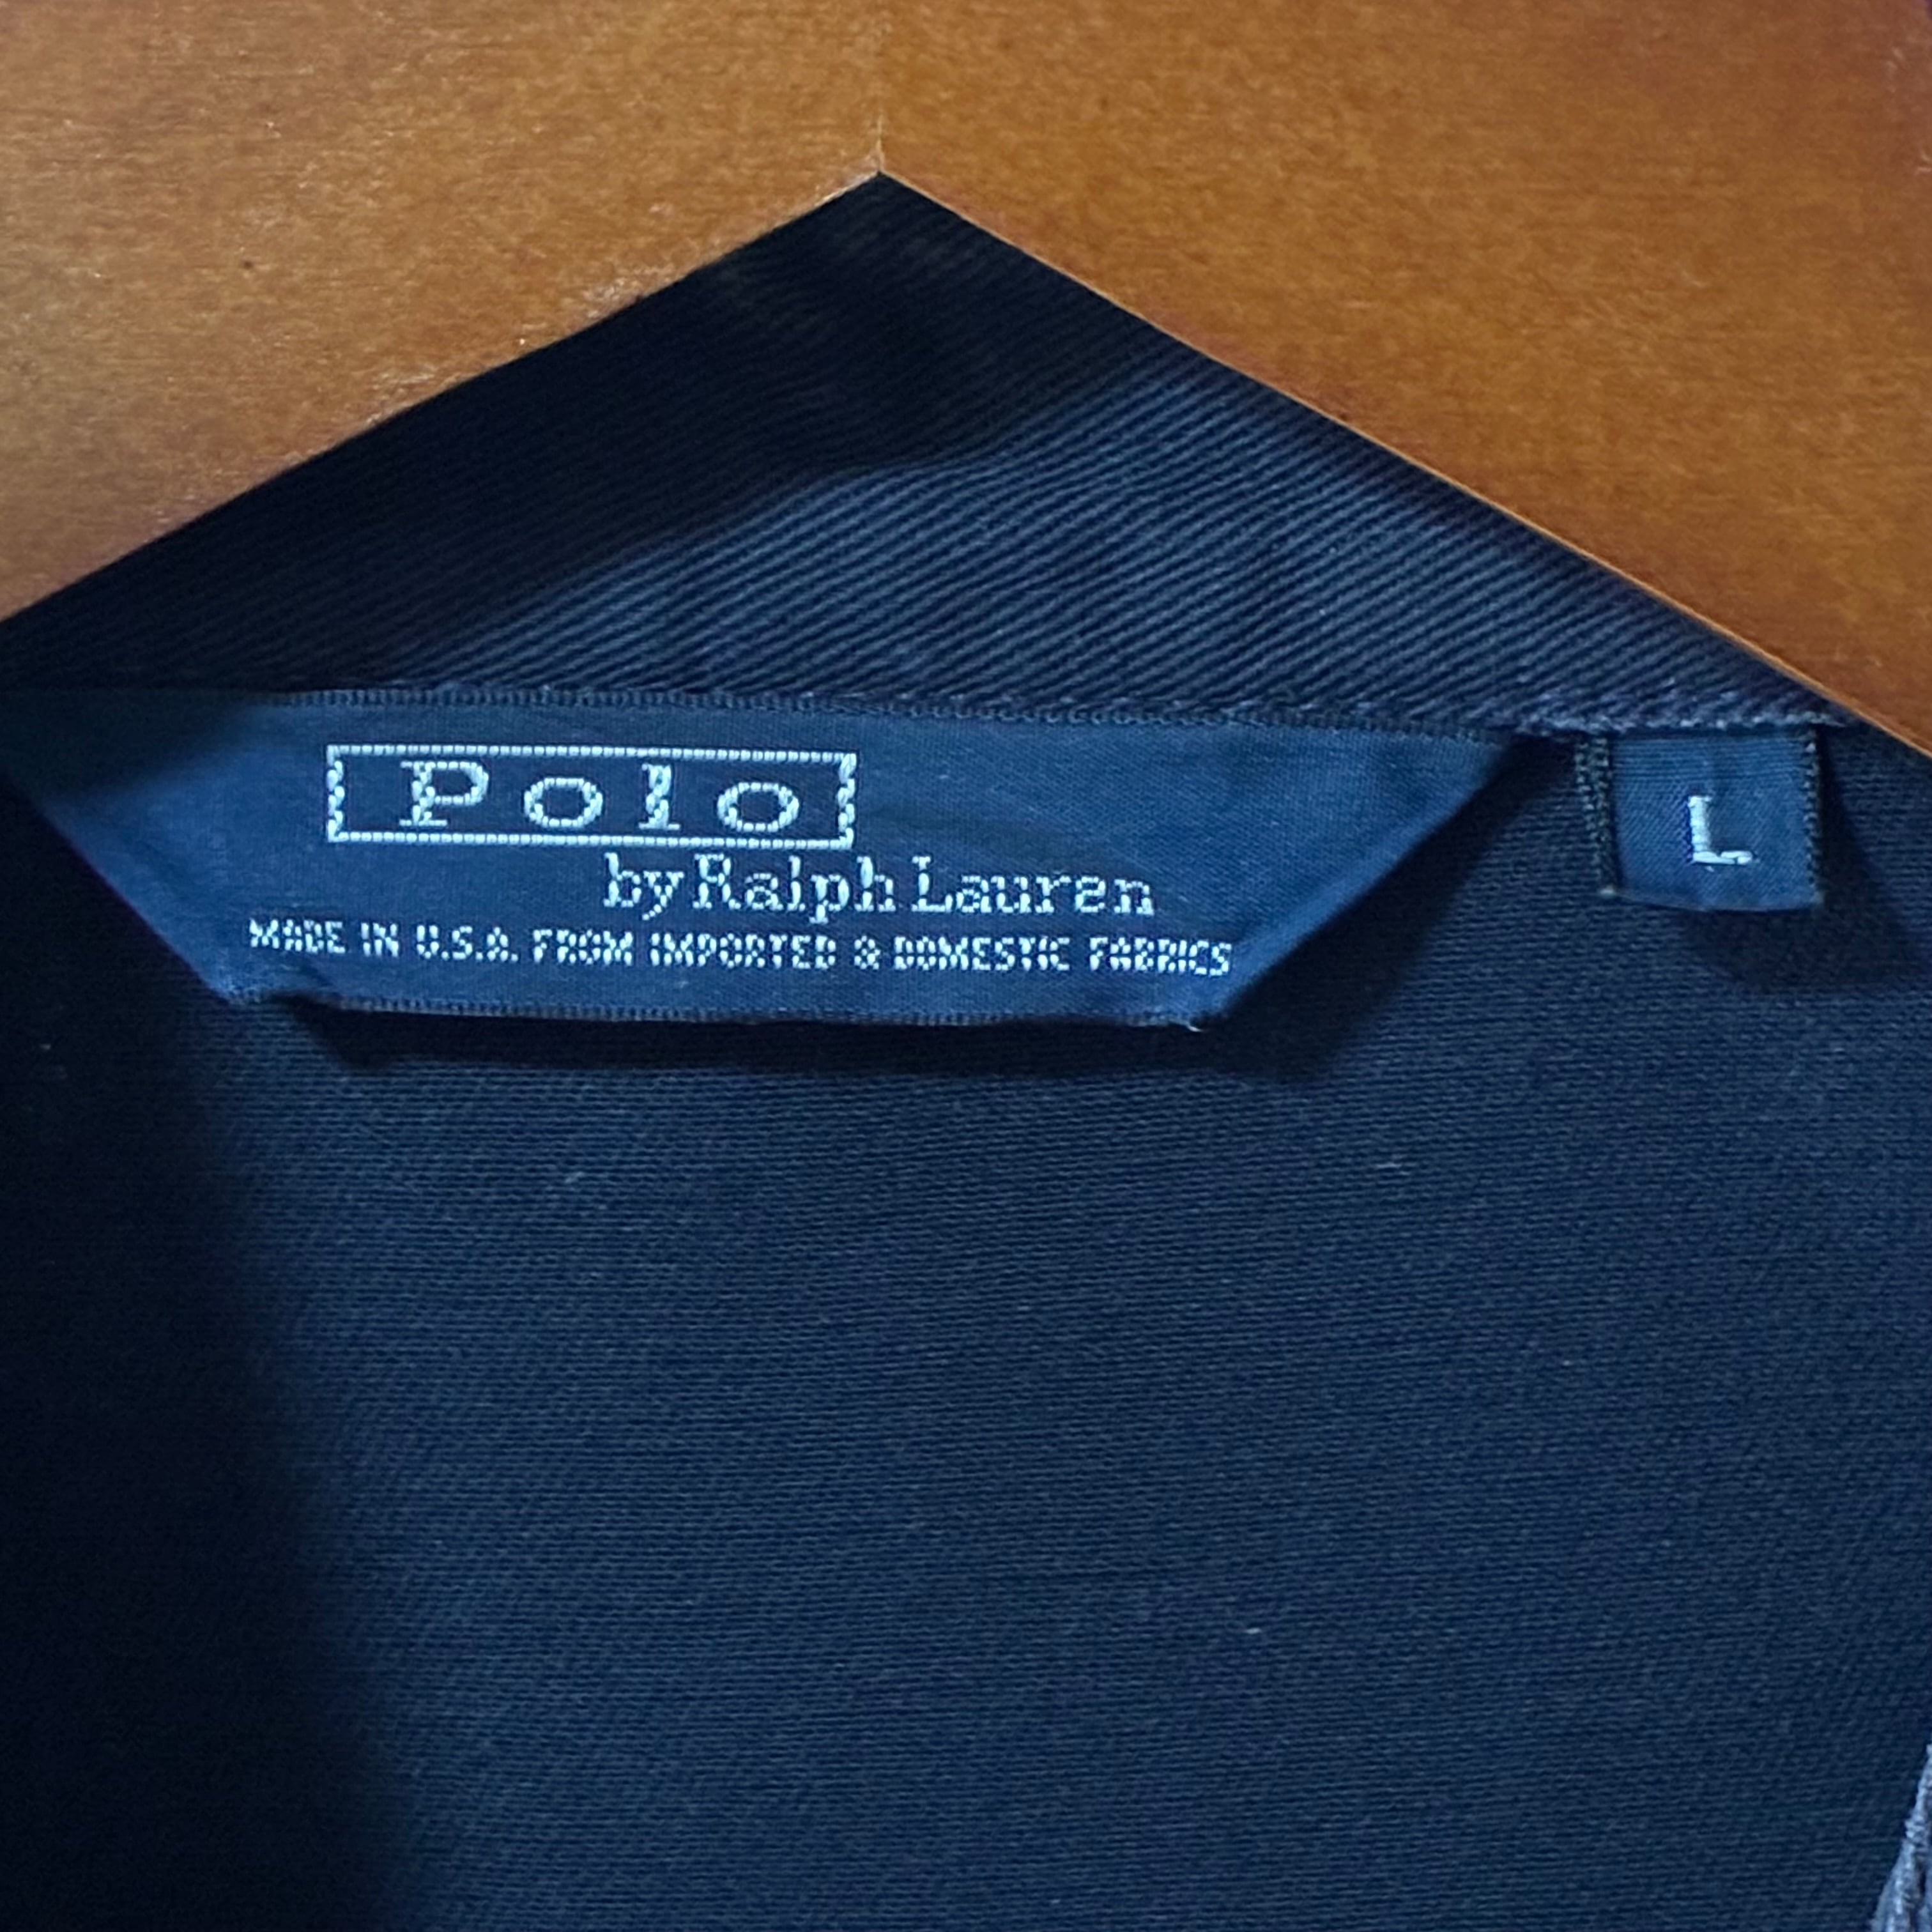 Polo
by Ralph Lauren
MADE IN U.S.A. FROM IMPORTED & DOMESTIC FABRICS
L